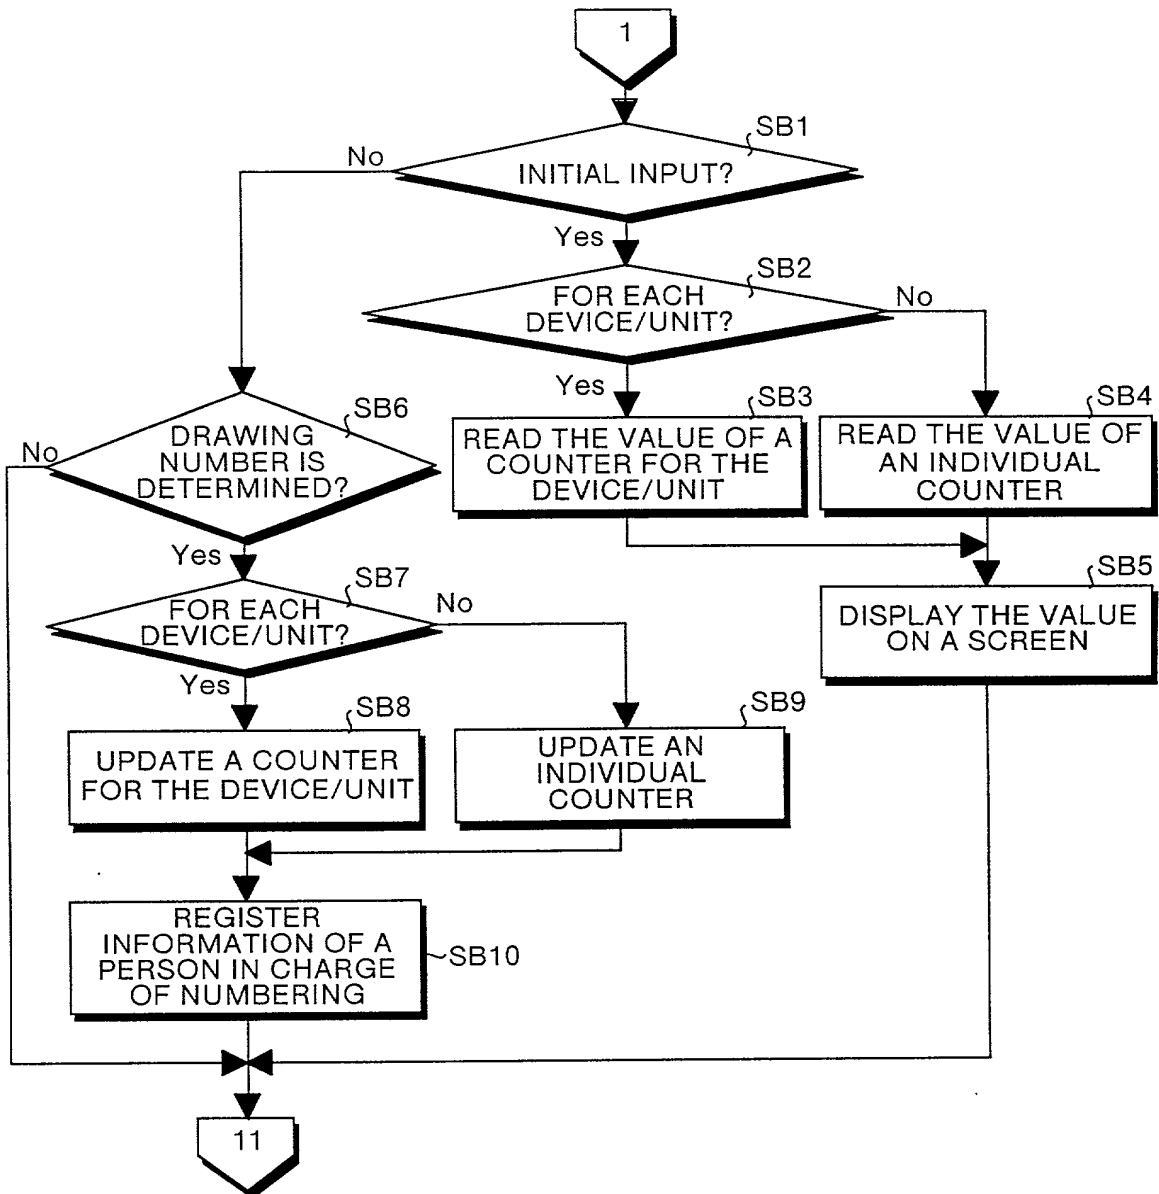 1
SB1
No
INITIAL INPUT?
Yes
SB2
FOR EACH
DEVICE/UNIT?
No
Yes
SB3
READ THE VALUE OF A
COUNTER FOR THE
DEVICE/UNIT
SB4
READ THE VALUE OF
AN INDIVIDUAL
COUNTER
SB6
No
DRAWING
NUMBER IS
DETERMINED?
Yes
SB5
DISPLAY THE VALUE
ON A SCREEN
SB7
FOR EACH
DEVICE/UNIT?
No
Yes
SB8
UPDATE A COUNTER
FOR THE DEVICE/UNIT
SB9
UPDATE AN
INDIVIDUAL
COUNTER
REGISTER
INFORMATION OF A
PERSON IN CHARGE
OF NUMBERING
SB10
11